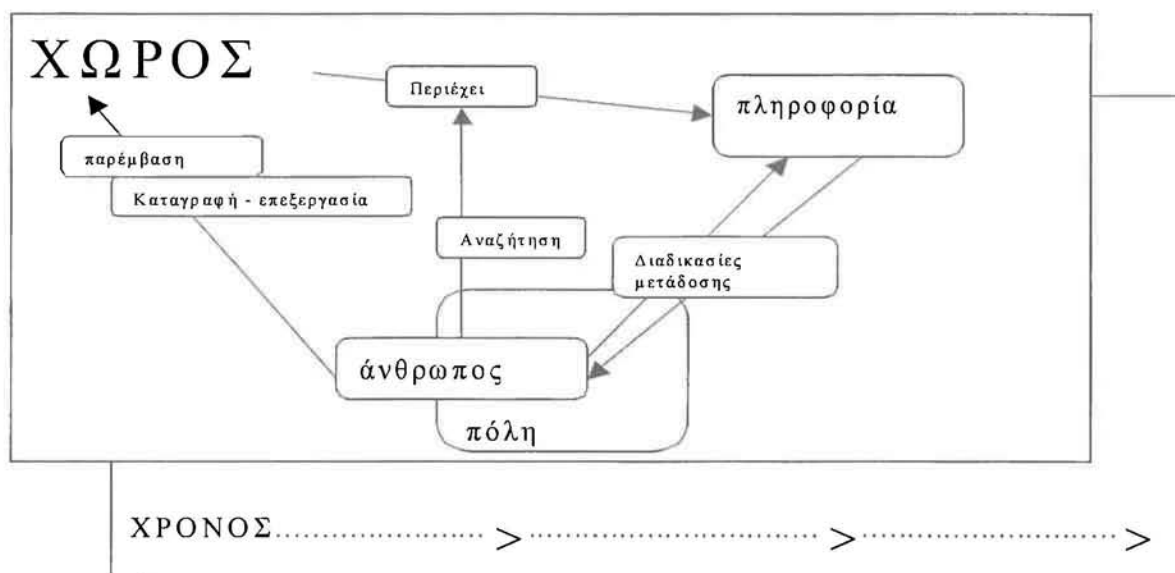 ΧΩΡΟΣ
Περιέχει
πληροφορία
παρέμβαση
Καταγραφή - επεξεργασία
Αναζήτηση
Διαδικασίες
μετάδοσης
άνθρωπος
πόλη
ΧΡΟΝΟΣ..............................>........................................>.....................................>